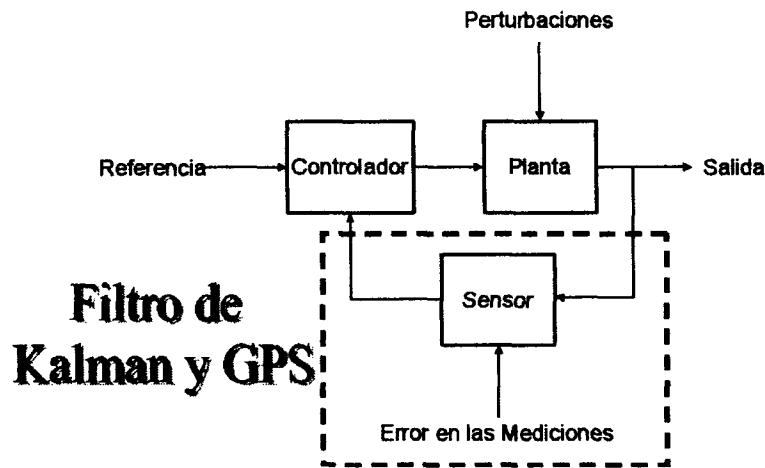 Perturbaciones
Referencia
Controlador
Planta
Salida
Sensor
Filtro de
Kalman y GPS
Error en las Mediciones